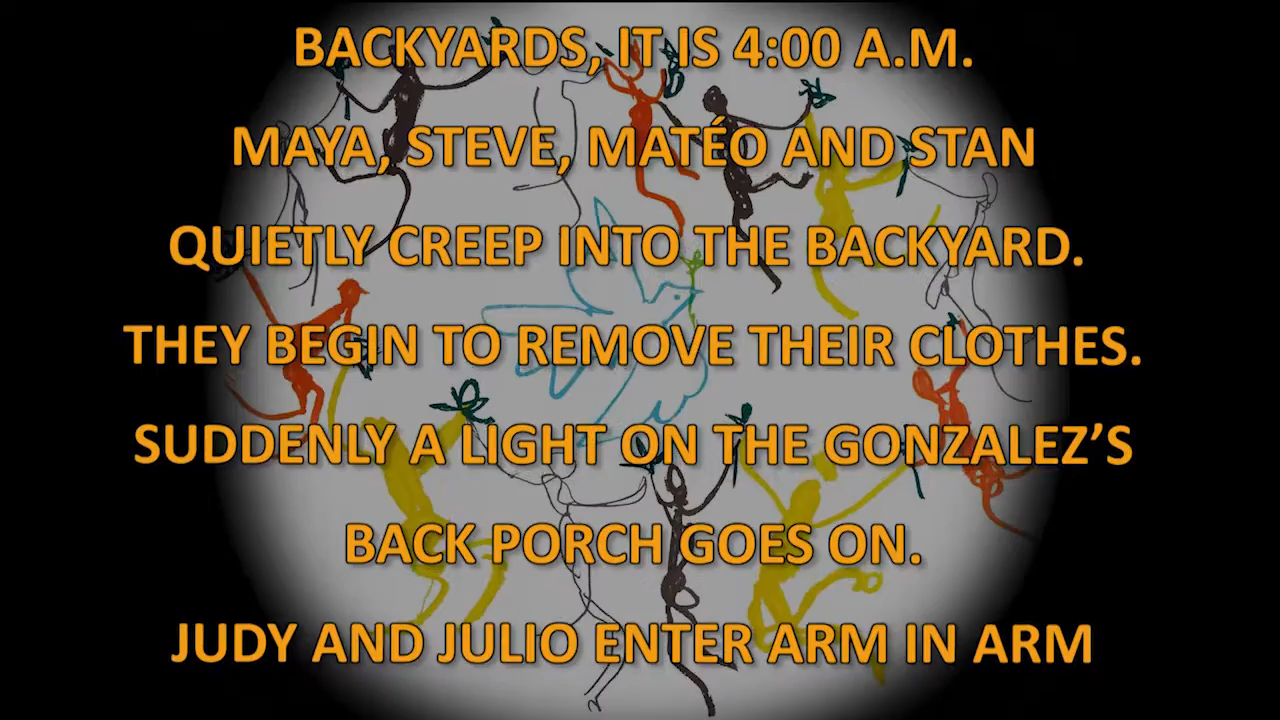 BACKYARDS, IT IS 4:00 A.M.
MAYA, STEVE, MATÉO AND STAN
QUIETLY CREEP INTO THE BACKYARD.
THEY BEGIN TO REMOVE THEIR CLOTHES.
SUDDENLY A LIGHT ON THE GONZALEZ’S
BACK PORCH GOES ON.
JUDY AND JULIO ENTER ARM IN ARM